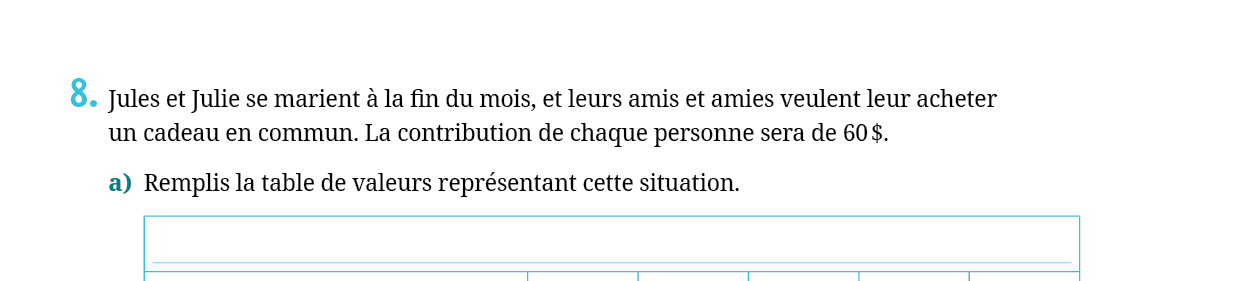 8. Jules et Julie se marient à la fin du mois, et leurs amis et amies veulent leur acheter
un cadeau en commun. La contribution de chaque personne sera de 60 $.
a) Remplis la table de valeurs représentant cette situation.